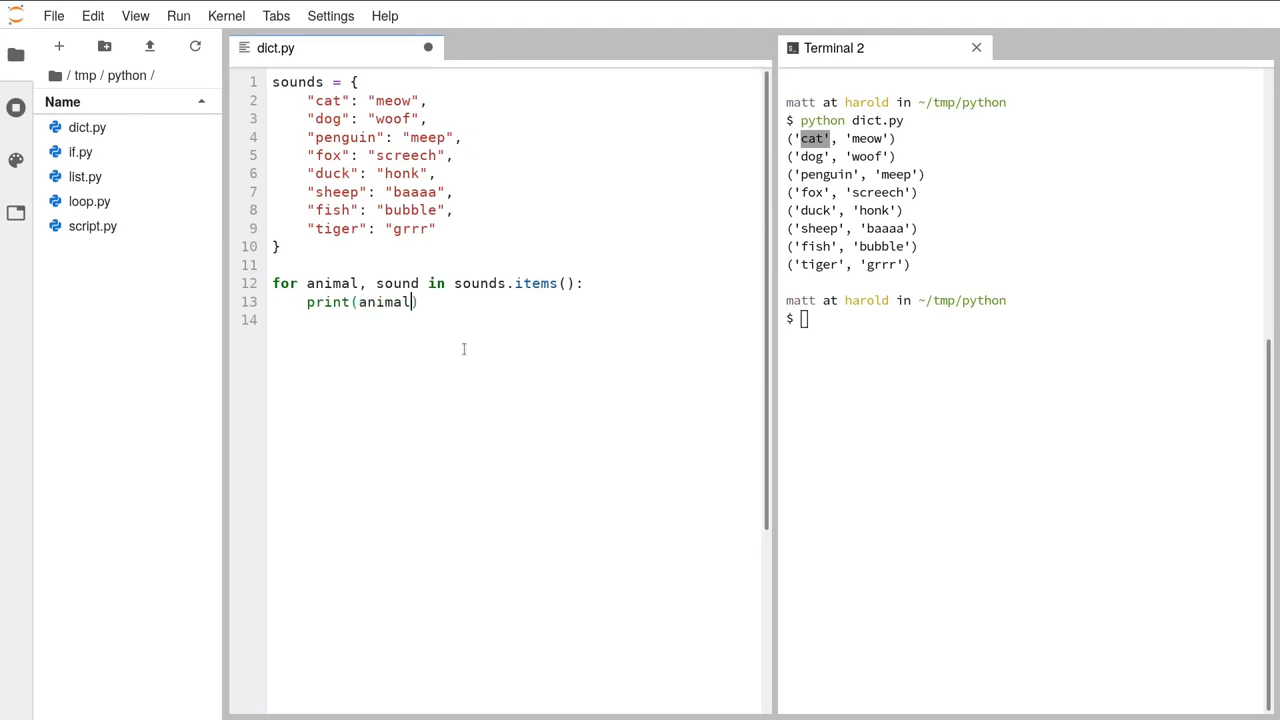 File Edit View Run Kernel Tabs Settings Help
dict.py
Terminal 2
/ tmp / python /
Name
dict.py
if.py
list.py
loop.py
script.py
1 sounds = {
2     "cat": "meow",
3     "dog": "woof",
4     "penguin": "meep",
5     "fox": "screech",
6     "duck": "honk",
7     "sheep": "baaaa",
8     "fish": "bubble",
9     "tiger": "grrr"
10 }
11
12 for animal, sound in sounds.items():
13     print(animal)
14
matt at harold in ~/tmp/python
$ python dict.py
('cat', 'meow')
('dog', 'woof')
('penguin', 'meep')
('fox', 'screech')
('duck', 'honk')
('sheep', 'baaaa')
('fish', 'bubble')
('tiger', 'grrr')
matt at harold in ~/tmp/python
$